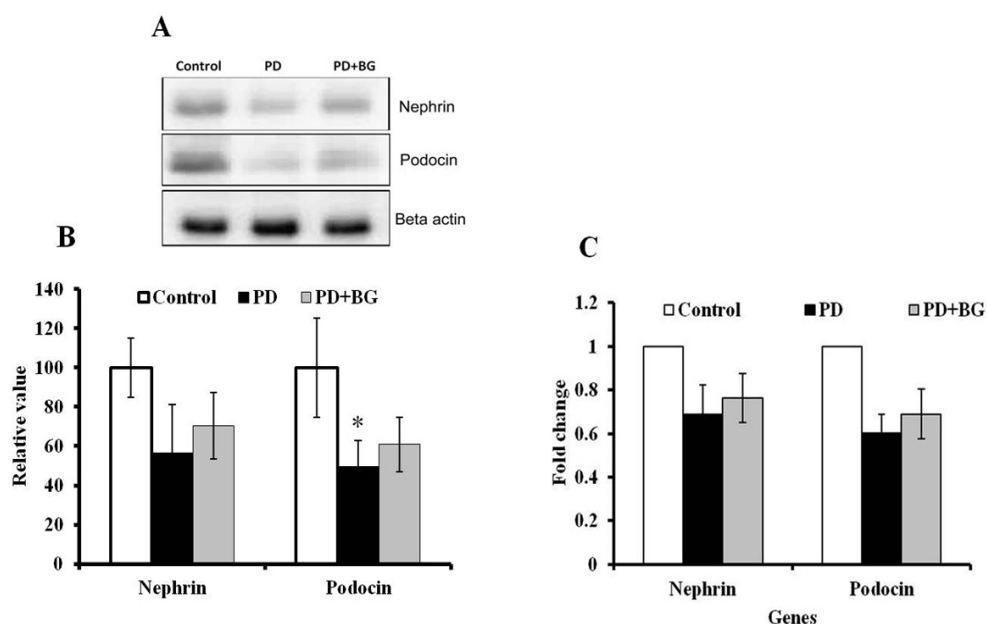 A
Control PD PD+BG
Nephrin
Podocin
Beta actin
B
140
120
100
80
60
40
20
0
Relative value
Control PD PD+BG
*
Nephrin Podocin
C
1.2
1
0.8
0.6
0.4
0.2
0
Fold change
Control PD PD+BG
Nephrin Podocin
Genes